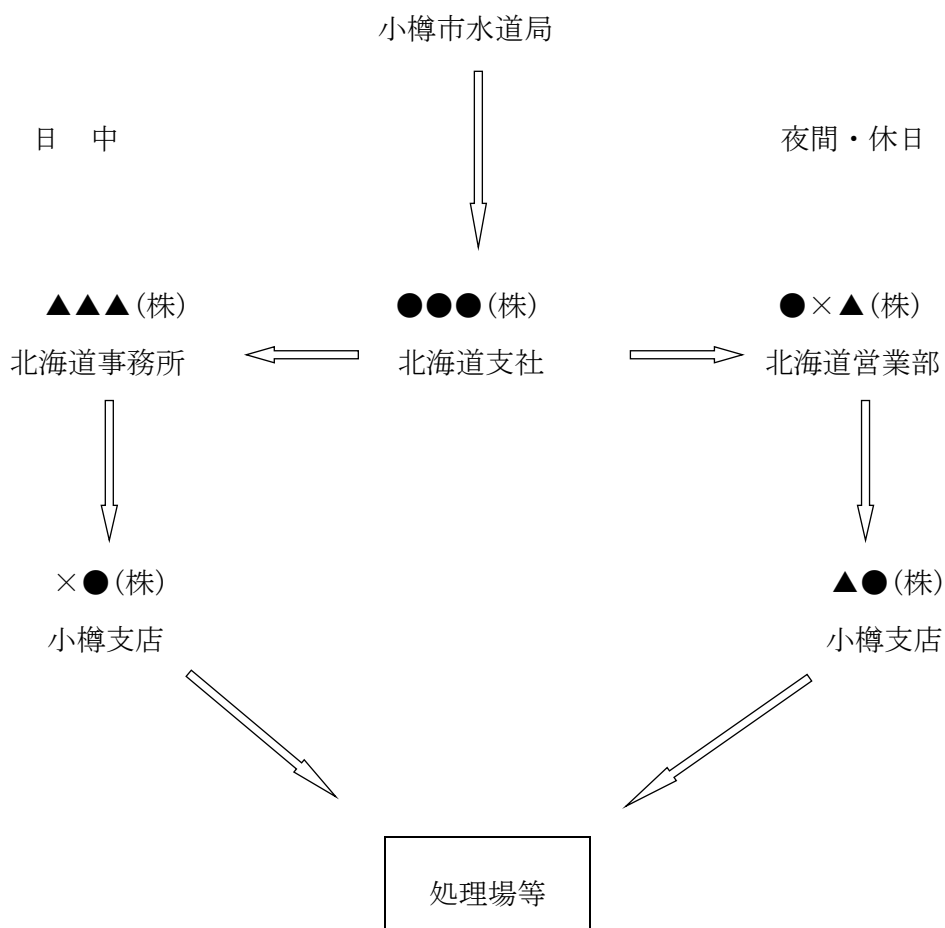 小樽市水道局
日　中
夜間・休日
▲▲▲(株)
●●●(株)
●×▲(株)
北海道事務所
北海道支社
北海道営業部
×●(株)
▲●(株)
小樽支店
小樽支店
処理場等